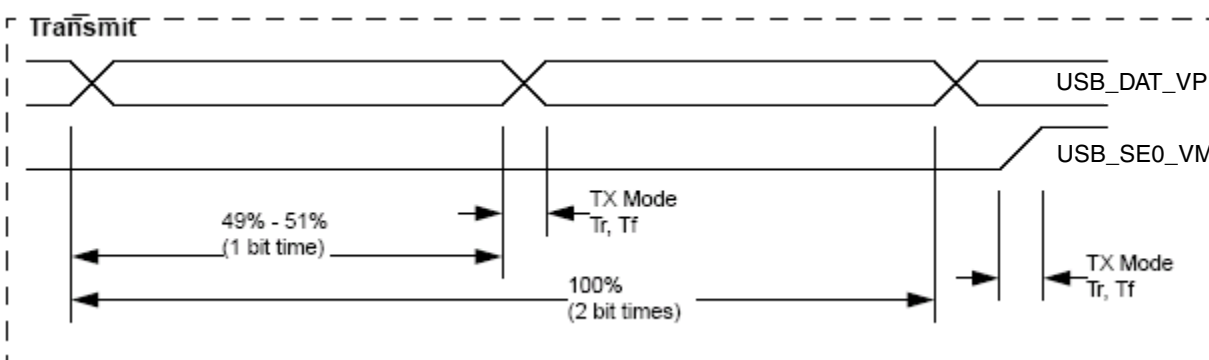 Transmit
USB_DAT_VP
USB_SE0_VM
TX Mode
Tr, Tf
49% - 51%
(1 bit time)
100%
(2 bit times)
TX Mode
Tr, Tf